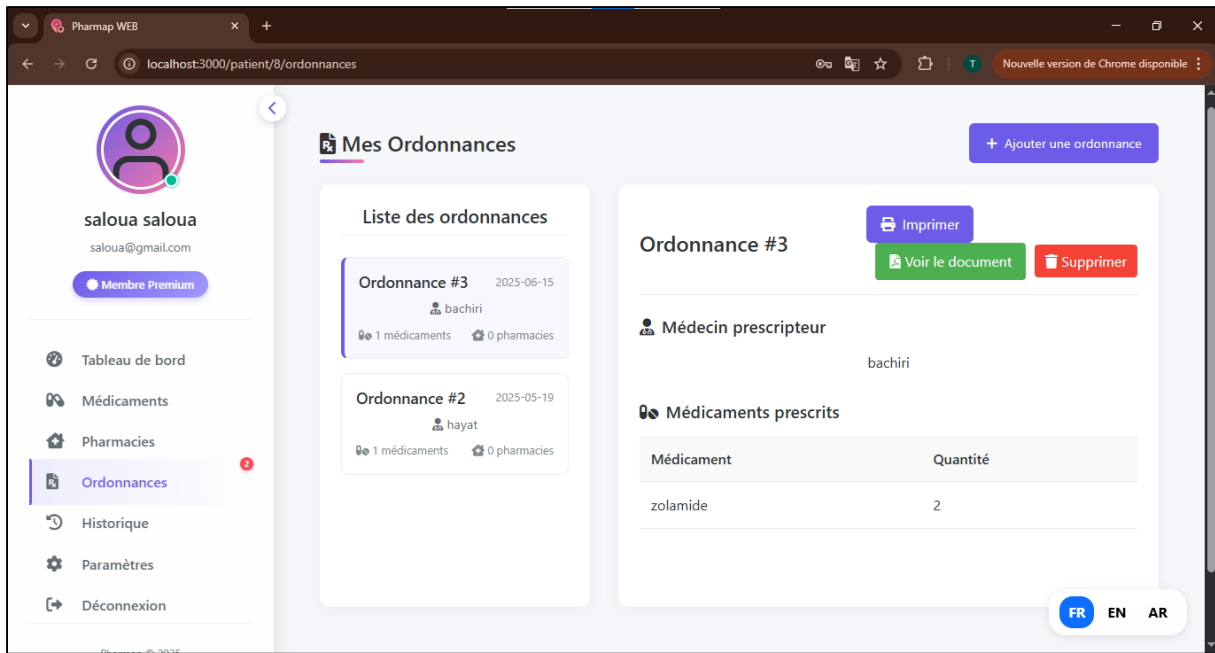 Pharmap WEB
localhost:3000/patient/8/ordonnances
T
Nouvelle version de Chrome disponible
saloua saloua
saloua@gmail.com
Membre Premium
Tableau de bord
Médicaments
Pharmacies
2
Ordonnances
Historique
Paramètres
Déconnexion
Pharmap © 2025
Mes Ordonnances
+ Ajouter une ordonnance
Liste des ordonnances
Ordonnance #3 2025-06-15
bachiri
1 médicaments 0 pharmacies
Ordonnance #2 2025-05-19
hayat
1 médicaments 0 pharmacies
Ordonnance #3
Imprimer
Voir le document
Supprimer
Médecin prescripteur
bachiri
Médicaments prescrits
Médicament Quantité
zolamide 2
FR EN AR